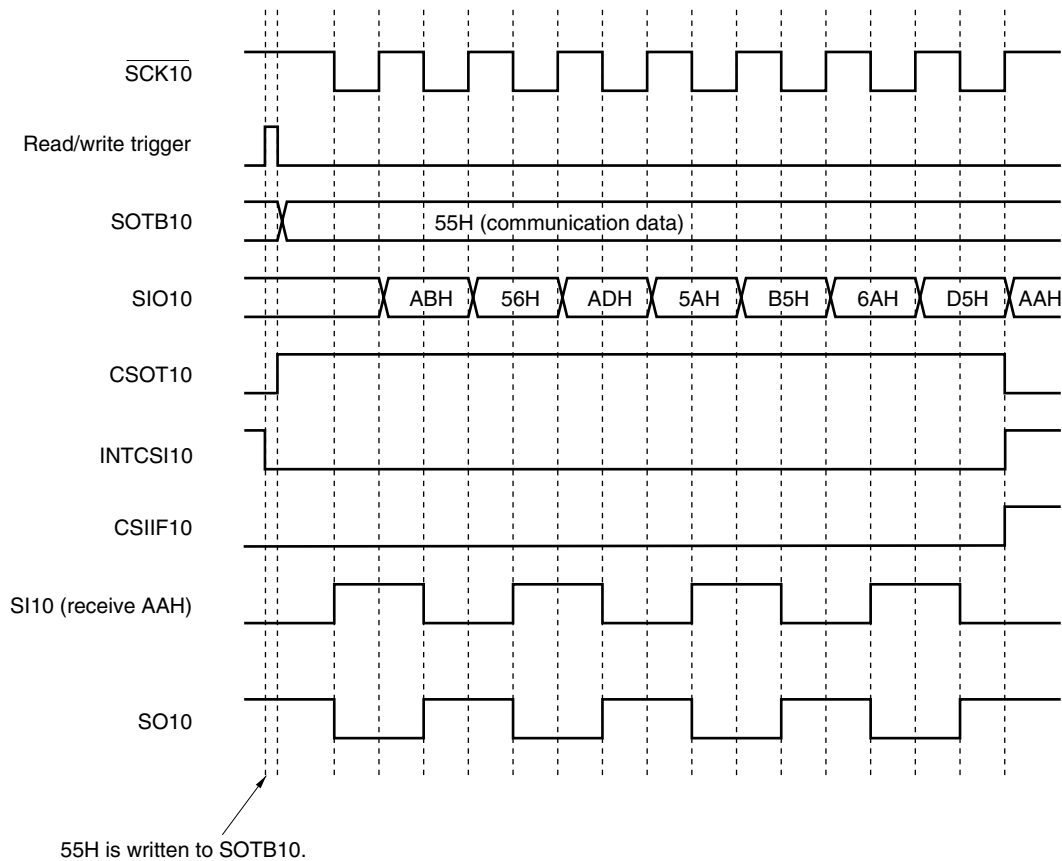 SCK10
Read/write trigger
SOTB10
55H (communication data)
SIO10
ABH 56H ADH 5AH B5H 6AH D5H AAH
CSOT10
INTCSI10
CSIIF10
SI10 (receive AAH)
SO10
55H is written to SOTB10.